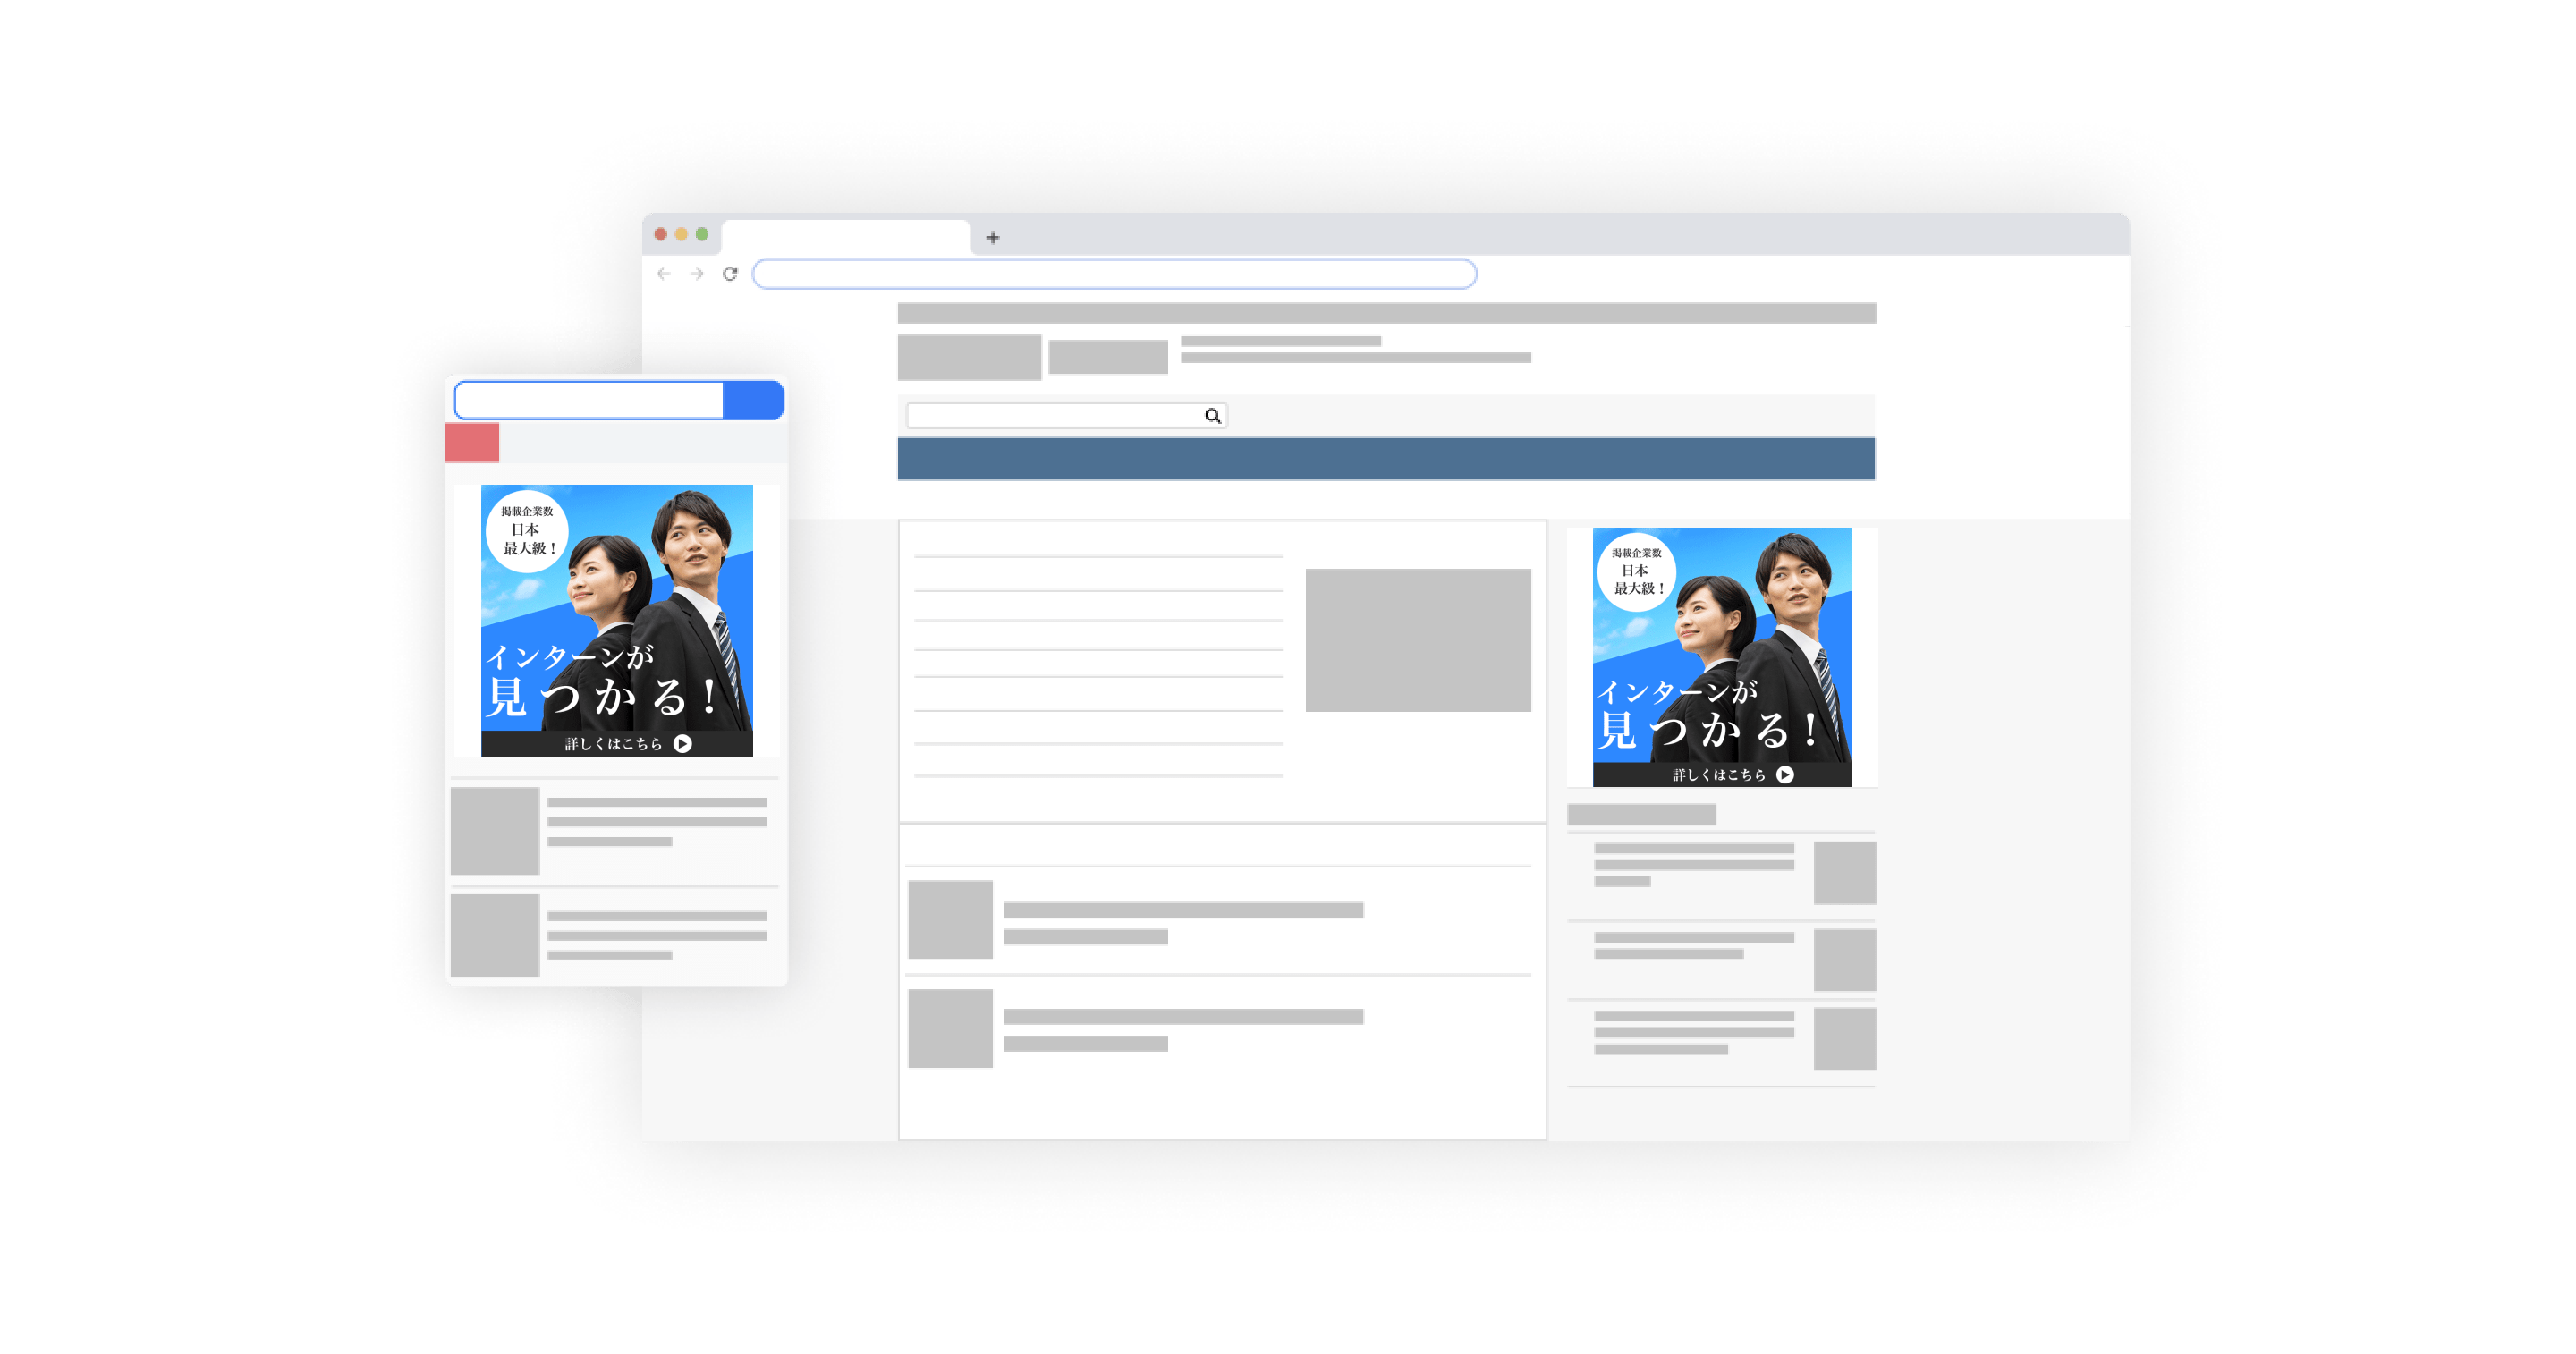 掲載企業数
日本
最大級！
インターンが
見つかる！
詳しくはこちら
掲載企業数
日本
最大級！
インターンが
見つかる！
詳しくはこちら